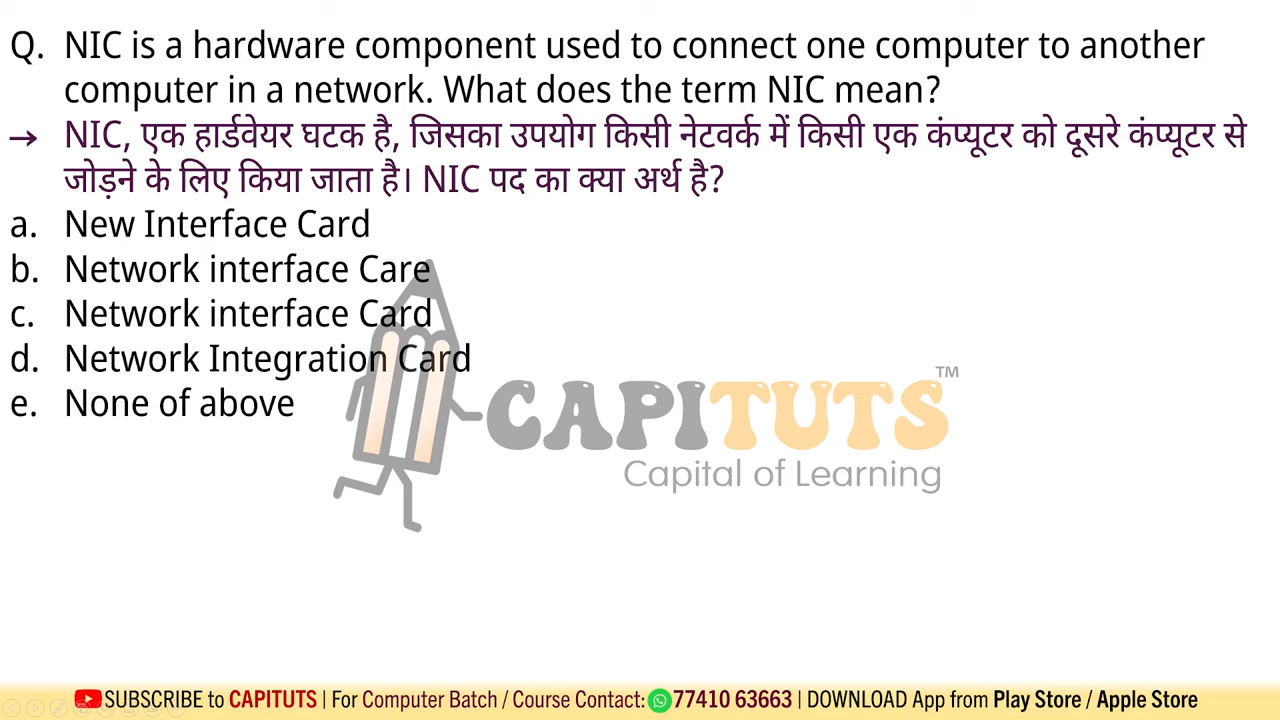 Q. NIC is a hardware component used to connect one computer to another
computer in a network. What does the term NIC mean?
→ NIC, एक हार्डवेयर घटक है, जिसका उपयोग किसी नेटवर्क में किसी एक कंप्यूटर को दूसरे कंप्यूटर से
जोड़ने के लिए किया जाता है। NIC पद का क्या अर्थ है?
a. New Interface Card
b. Network interface Care
c. Network interface Card
d. Network Integration Card
e. None of above
CAPITUTS™
Capital of Learning
SUBSCRIBE to CAPITUTS | For Computer Batch / Course Contact: 77410 63663 | DOWNLOAD App from Play Store / Apple Store